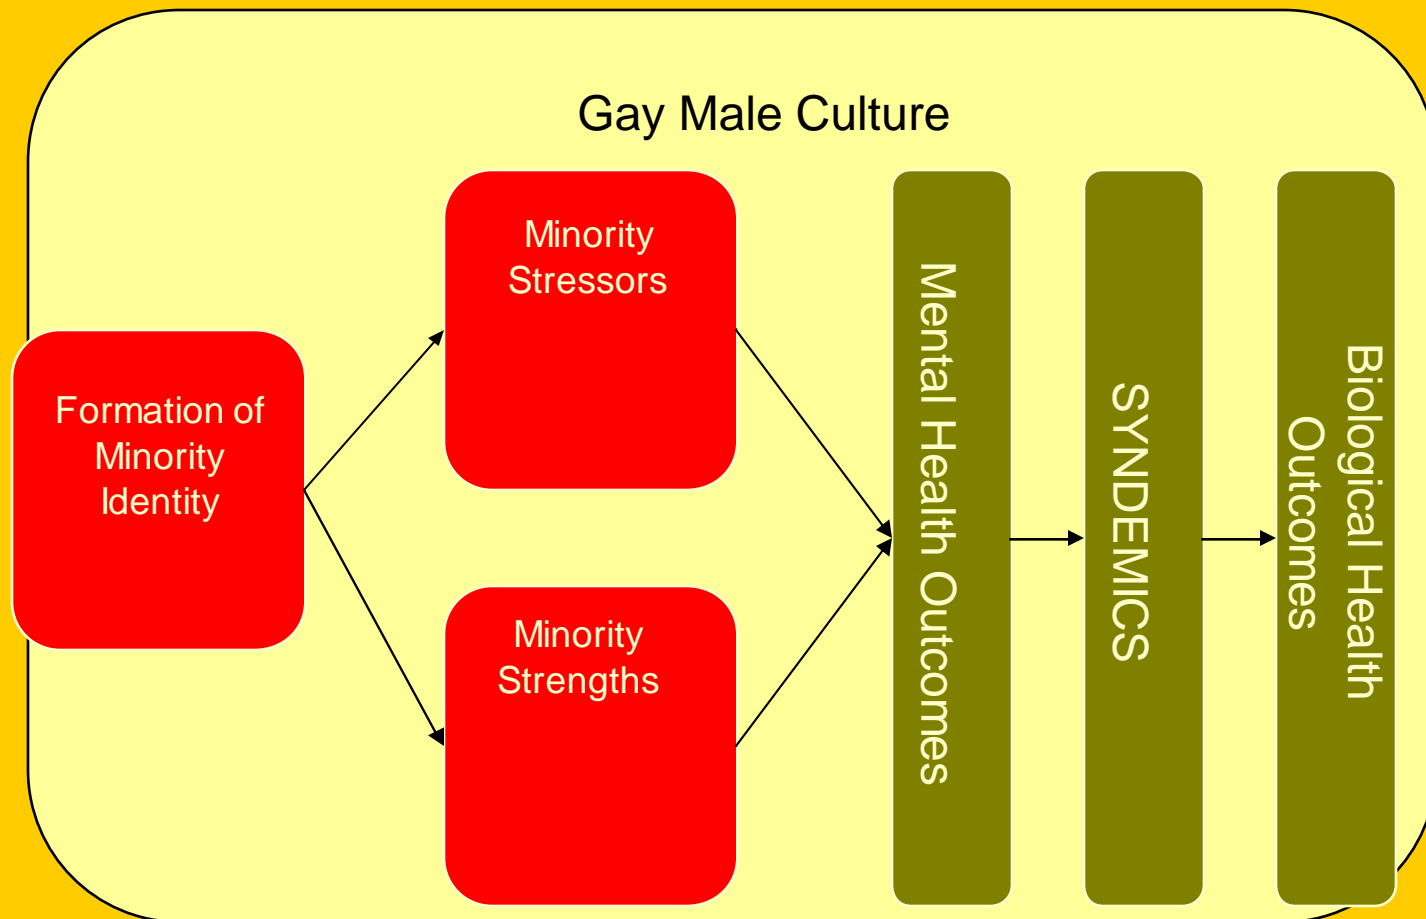 Gay Male Culture
Minority
Stressors
Formation of
Minority
Identity
Minority
Strengths
Mental Health Outcomes
SYNDEMICS
Biological Health
Outcomes